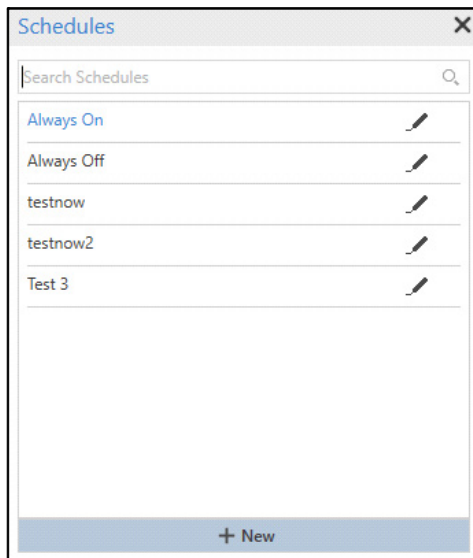 Schedules
Search Schedules
Always On
Always Off
testnow
testnow2
Test 3
+ New